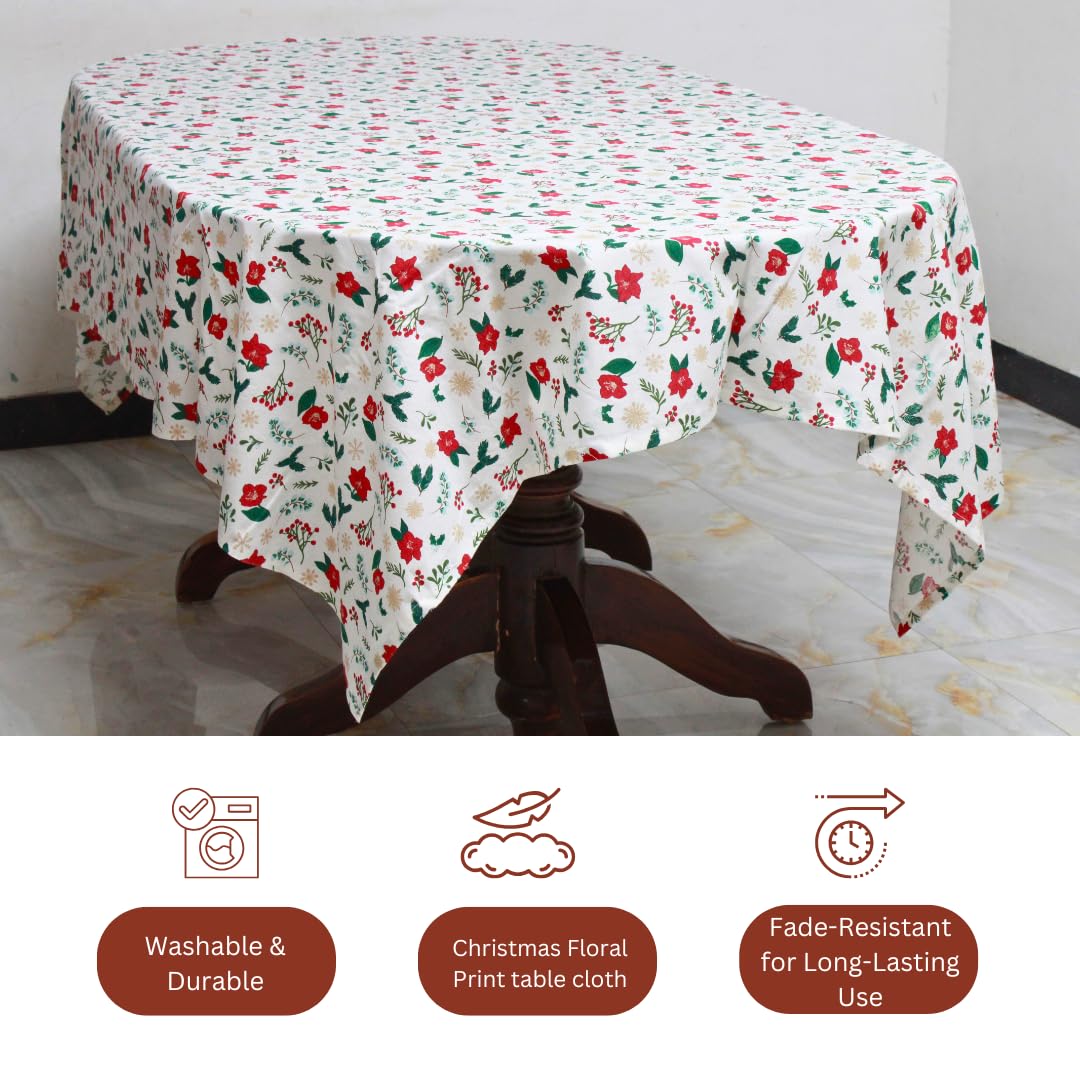 Washable &
Durable
Christmas Floral
Print table cloth
Fade-Resistant
for Long-Lasting
Use